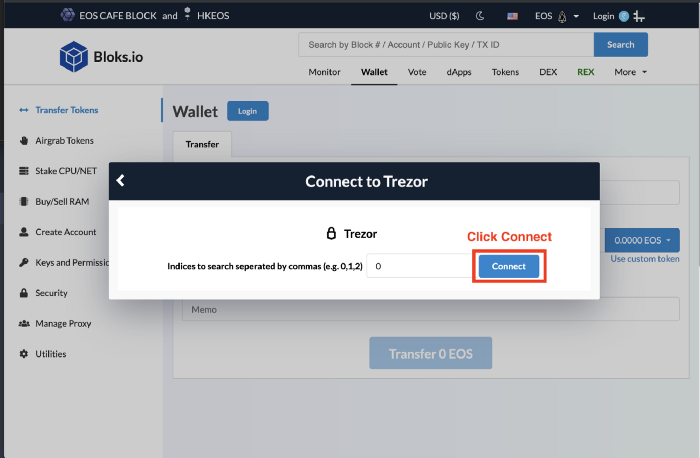 EOS CAFE BLOCK and HKEOS
USD ($) EOS Login
Bloks.io
Search by Block # / Account / Public Key / TX ID Search
Monitor Wallet Vote dApps Tokens DEX REX More
Transfer Tokens
Airgrab Tokens
Stake CPU/NET
Buy/Sell RAM
Create Account
Keys and Permissic
Security
Manage Proxy
Utilities
Wallet Login
Transfer
Connect to Trezor
Trezor
Click Connect
Indices to search seperated by commas (e.g. 0,1,2) 0 Connect
0.0000 EOS
Use custom token
Memo
Transfer 0 EOS